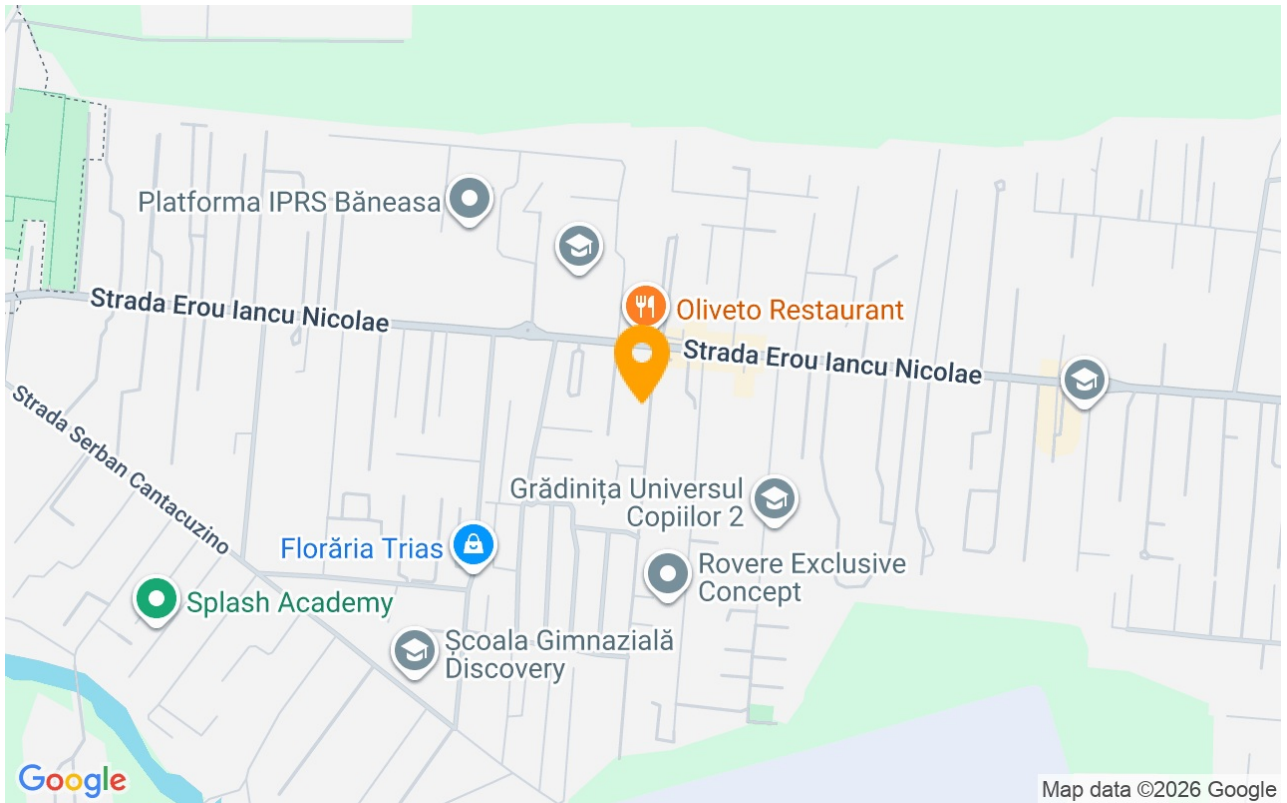 Platforma IPRS Băneasa
Strada Erou Iancu Nicolae
Oliveto Restaurant
Strada Erou Iancu Nicolae
Strada Serban Cantacuzino
Grădinița Universul
Copiilor 2
Florăria Trias
Rovere Exclusive
Concept
Splash Academy
Școala Gimnazială
Discovery
Google
Map data ©2026 Google